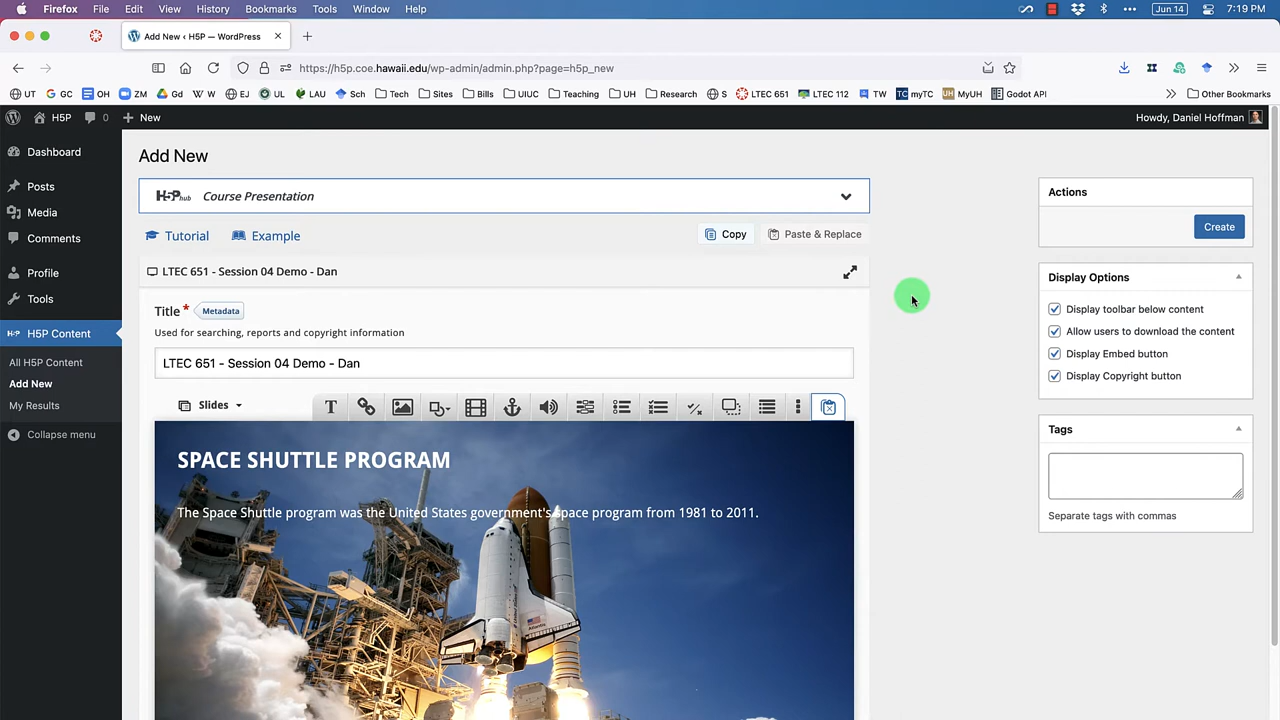 Firefox File Edit View History Bookmarks Tools Window Help Jun 14 7:19 PM
Add New ‹ H5P — WordPress
https://h5p.coe.hawaii.edu/wp-admin/admin.php?page=h5p_new
UT GC OH ZM Gd W EJ UL LAU Sch Tech Sites Bills UIUC Teaching UH Research S LTEC 651 LTEC 112 TW myTC MyUH Godot API Other Bookmarks
H5P 0 New Howdy, Daniel Hoffman
Dashboard
Posts
Media
Comments
Profile
Tools
H5P Content
All H5P Content
Add New
My Results
Collapse menu
Add New
H5P hub Course Presentation
Tutorial Example Copy Paste & Replace
LTEC 651 - Session 04 Demo - Dan
Title* Metadata
Used for searching, reports and copyright information
LTEC 651 - Session 04 Demo - Dan
Slides
SPACE SHUTTLE PROGRAM
The Space Shuttle program was the United States government's space program from 1981 to 2011.
Actions
Create
Display Options
Display toolbar below content
Allow users to download the content
Display Embed button
Display Copyright button
Tags
Separate tags with commas